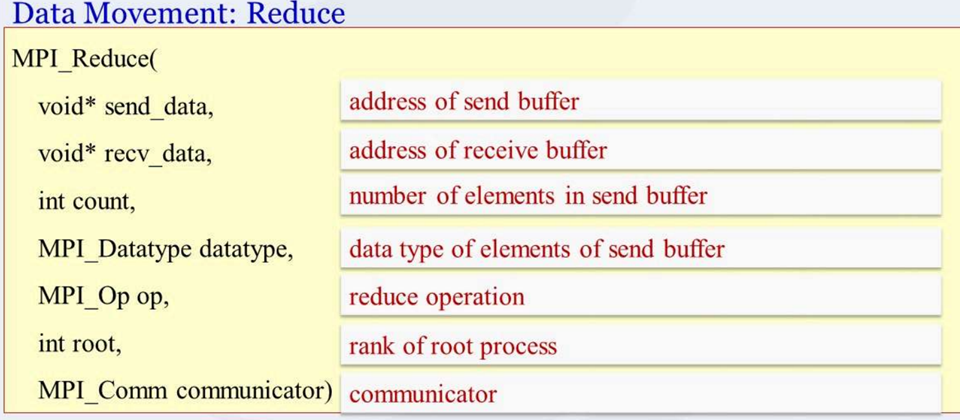 Data Movement: Reduce
MPI_Reduce(
void* send_data, address of send buffer
void* recv_data, address of receive buffer
int count, number of elements in send buffer
MPI_Datatype datatype, data type of elements of send buffer
MPI_Op op, reduce operation
int root, rank of root process
MPI_Comm communicator) communicator